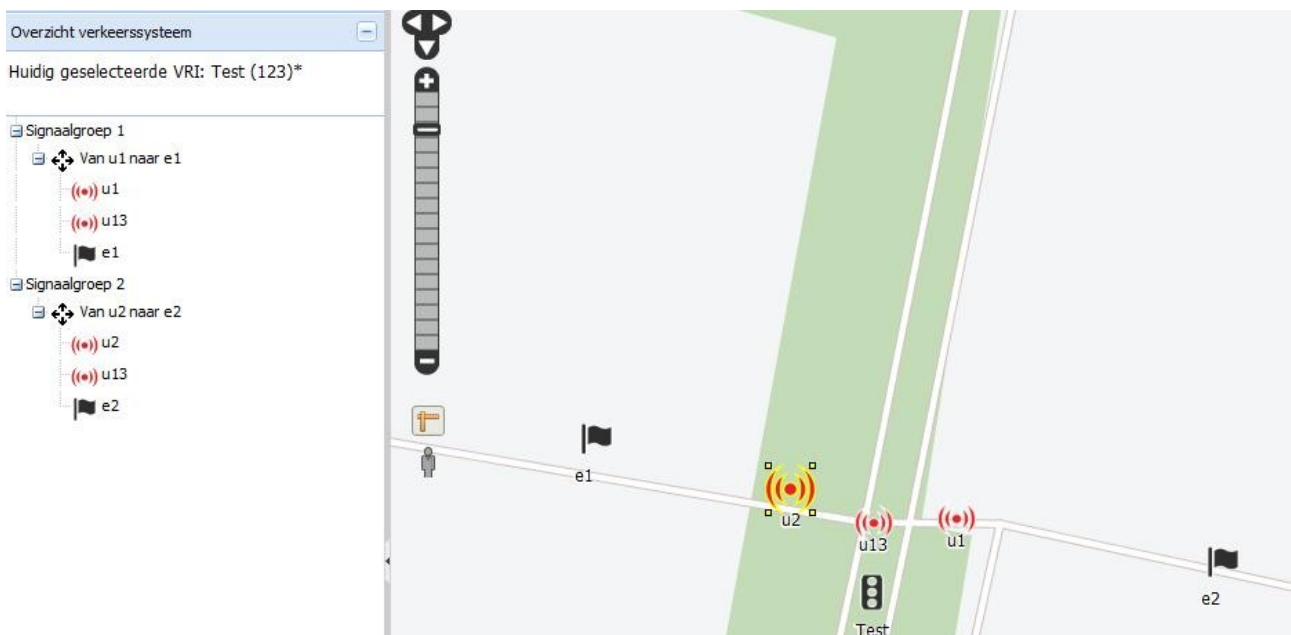 Overzicht verkeerssysteem
Huidig geselecteerde VRI: Test (123)*
Signaalgroep 1
Van u1 naar e1
u1
u13
e1
Signaalgroep 2
Van u2 naar e2
u2
u13
e2
e1
u2
u13
u1
e2
Test